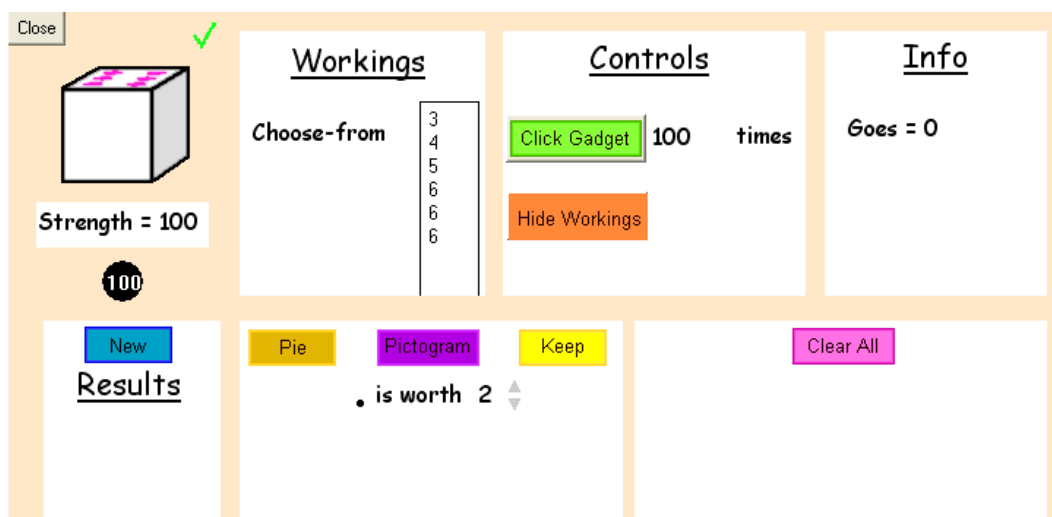 Close
Strength = 100
100
Workings
Choose-from
3
4
5
6
6
6
Controls
Click Gadget 100 times
Hide Workings
Info
Goes = 0
New
Results
Pie Pictogram Keep
. is worth 2
Clear All